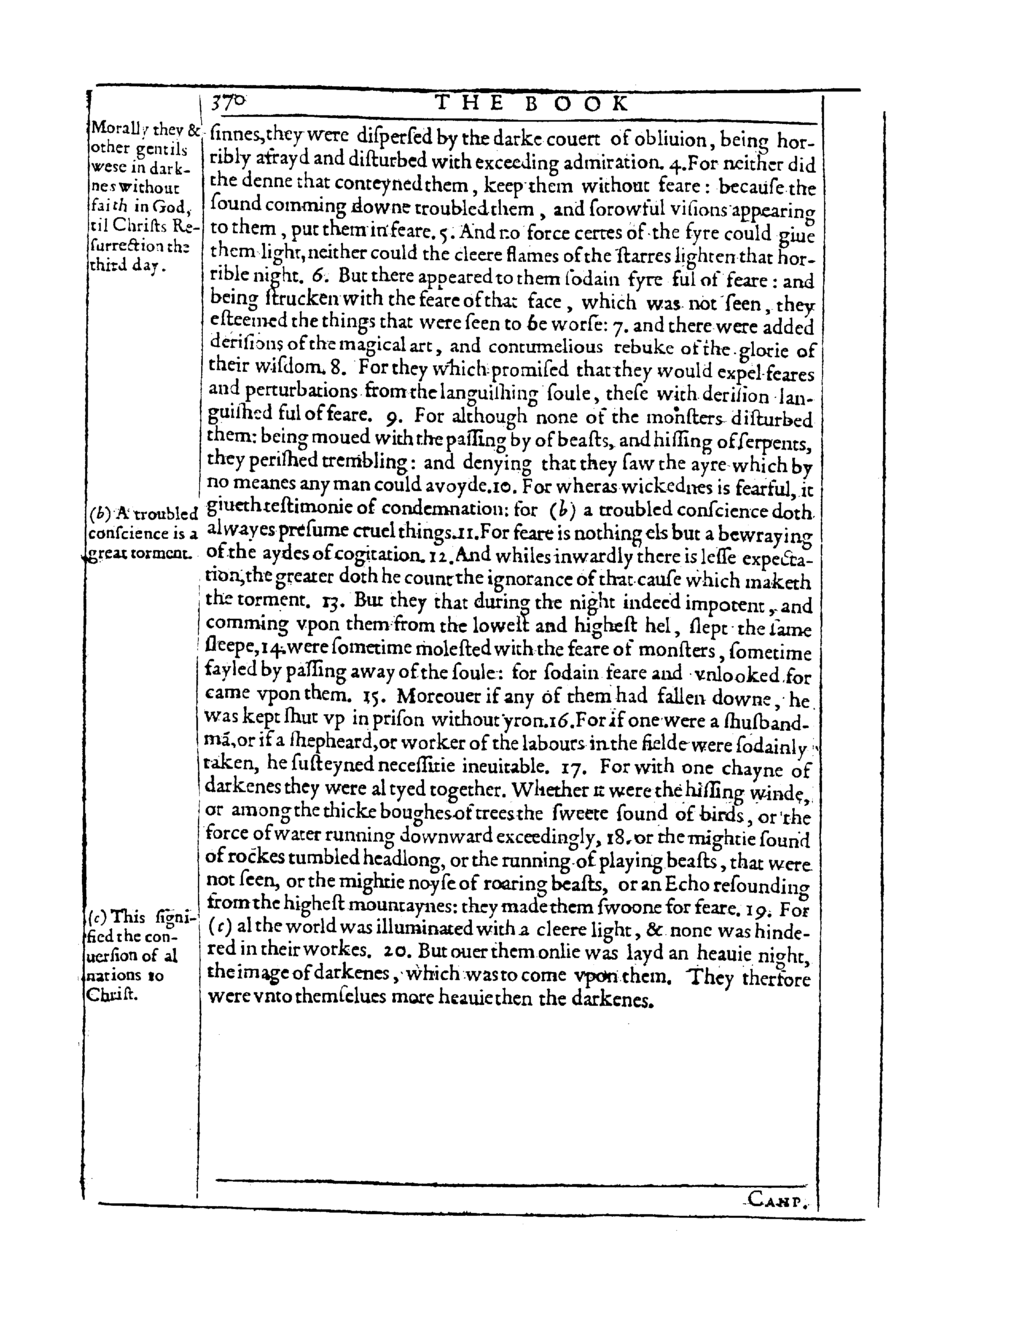 370 THE BOOK
Morally they &
other gentils
wese in dark-
nes without
faith in God,
til Chriſts Re-
ſurrection the
third day.
ſinnes, they were diſperſed by the darke couert of obliuion, being hor-
ribly afrayd and diſturbed with exceeding admiration. 4. For neither did
the denne that conteyned them, keep them without feare: becauſe the
ſound comming downe troubled them, and ſorowful viſions appearing
to them, put them in feare. 5. And no force certes of the fyre could giue
them light, neither could the cleere flames of the ſtarres lighten that hor-
rible night. 6. But there appeared to them ſodain fyre ful of feare: and
being ſtrucken with the feare of that face, which was not ſeen, they
eſteemed the things that were ſeen to be worſe: 7. and there were added
deriſions of the magical art, and contumelious rebuke of the glorie of
their wiſdom. 8. For they which promiſed that they would expel feares
and perturbations from the languiſhing ſoule, theſe with deriſion lan-
guiſhed ful of feare. 9. For although none of the monſters diſturbed
them: being moued with the paſſing by of beaſts, and hiſſing of ſerpents,
they periſhed trembling: and denying that they ſaw the ayre which by
no meanes any man could avoyde. 10. For wheras wickednes is fearful, it
giueth teſtimonie of condemnation: for (b) a troubled conſcience doth
alwayes preſume cruel things. 11. For feare is nothing els but a bewraying
of the aydes of cogitation. 12. And whiles inwardly there is leſſe expecta-
tion, the greater doth he count the ignorance of that cauſe which maketh
the torment. 13. But they that during the night indeed impotent, and
comming vpon them from the loweſt and higheſt hel, ſlept the ſame
ſleepe, 14. were ſometime moleſted with the feare of monſters, ſometime
fayled by paſſing away of the ſoule: for ſodain feare and vnlooked for
came vpon them. 15. Moreouer if any of them had fallen downe, he
was kept ſhut vp in priſon without yron. 16. For if one were a huſband-
mā, or if a ſhepheard, or worker of the labours in the fielde were ſodainly
taken, he ſuſteyned neceſſitie ineuitable. 17. For with one chayne of
darkenes they were al tyed together. Whether it were the hiſſing winde,
or among the thicke boughes of trees the ſweete ſound of birds, or the
force of water running downward exceedingly, 18. or the mightie ſound
of rockes tumbled headlong, or the running of playing beaſts, that were
not ſeen, or the mightie noyſe of roaring beaſts, or an Echo reſounding
from the higheſt mountaynes: they made them ſwoone for feare. 19. For
(c) al the world was illuminated with a cleere light, & none was hinde-
red in their workes. 20. But ouer them onlie was layd an heauie night,
the image of darkenes, which was to come vpon them. They therfore
were vnto themſelues more heauie then the darkenes.
(b) A troubled
conſcience is a
great torment.
(c) This ſigni-
fied the con-
uerſion of al
nations to
Chriſt.
CANP.